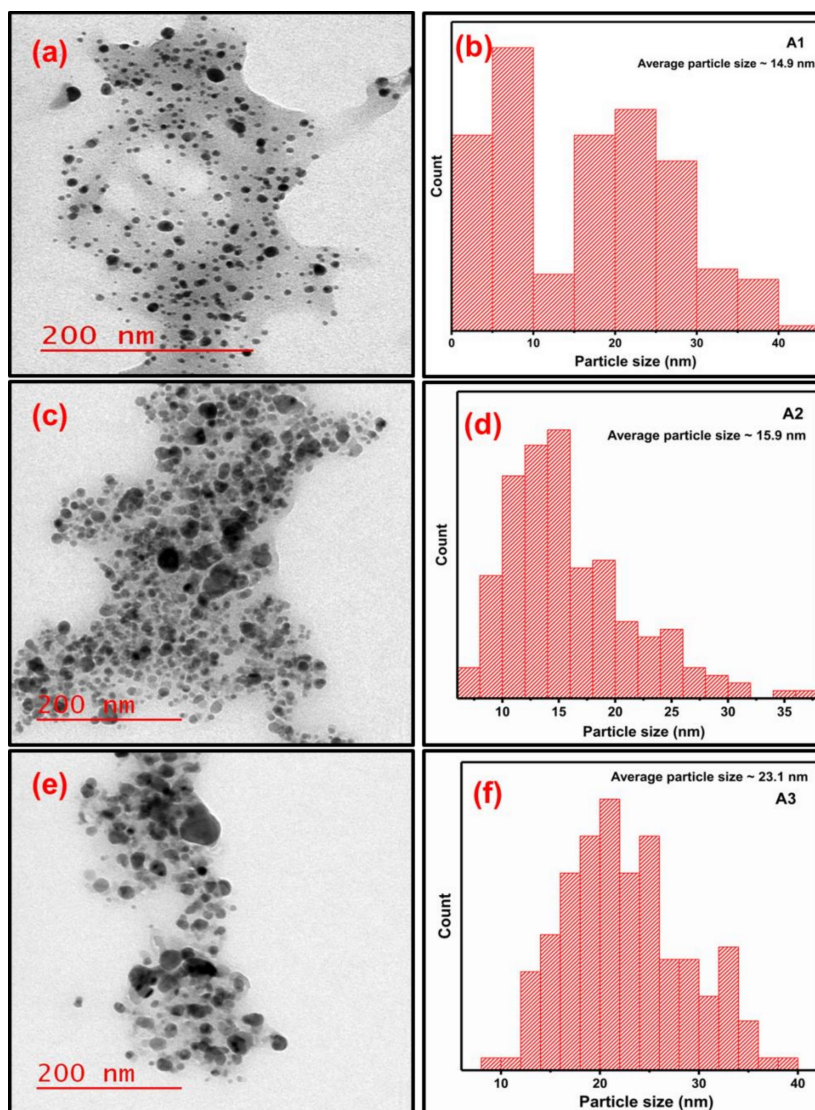 (a)
200 nm
(b)
A1
Average particle size ~ 14.9 nm
Count
0 10 20 30 40
Particle size (nm)
(c)
200 nm
(d)
A2
Average particle size ~ 15.9 nm
Count
10 15 20 25 30 35
Particle size (nm)
(e)
200 nm
(f)
Average particle size ~ 23.1 nm
A3
Count
10 20 30 40
Particle size (nm)